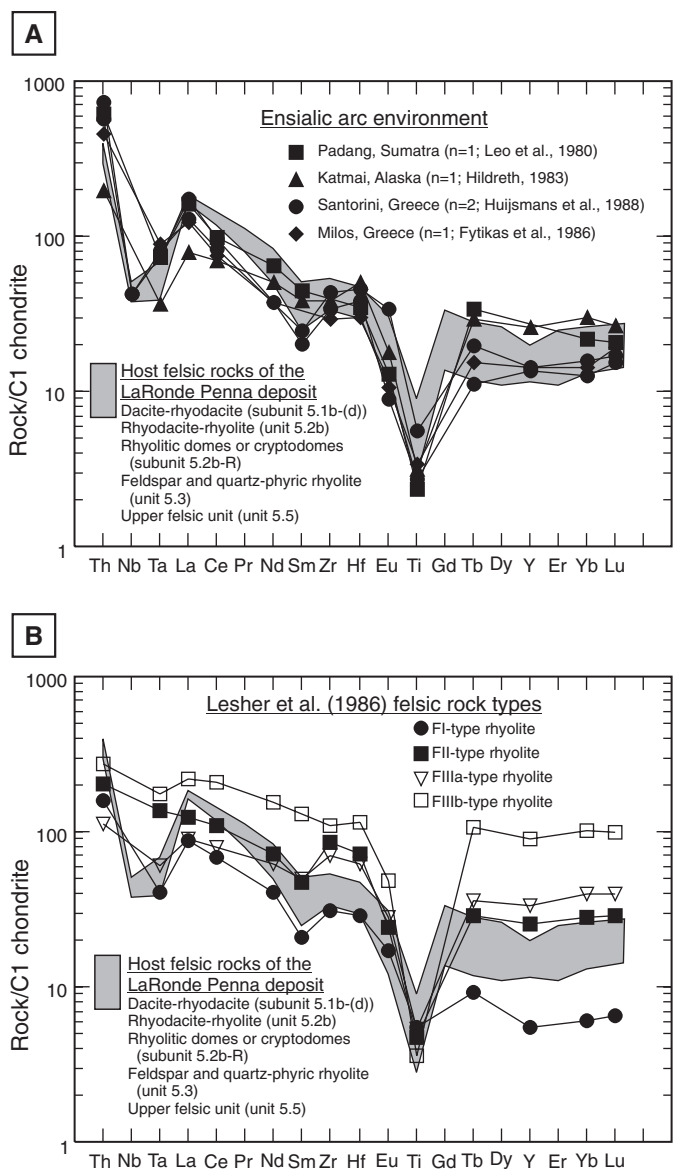 A
1000
100
10
1
Rock/C1 chondrite
Ensialic arc environment
Padang, Sumatra (n=1; Leo et al., 1980)
Katmai, Alaska (n=1; Hildreth, 1983)
Santorini, Greece (n=2; Huijsmans et al., 1988)
Milos, Greece (n=1; Fytikas et al., 1986)
Host felsic rocks of the
LaRonde Penna deposit
Dacite-rhyodacite (subunit 5.1b-(d))
Rhyodacite-rhyolite (unit 5.2b)
Rhyolitic domes or cryptodomes
(subunit 5.2b-R)
Feldspar and quartz-phyric rhyolite
(unit 5.3)
Upper felsic unit (unit 5.5)
Th Nb Ta La Ce Pr Nd Sm Zr Hf Eu Ti Gd Tb Dy Y Er Yb Lu
B
1000
100
10
1
Rock/C1 chondrite
Lesher et al. (1986) felsic rock types
FI-type rhyolite
FII-type rhyolite
FIIIa-type rhyolite
FIIIb-type rhyolite
Host felsic rocks of the
LaRonde Penna deposit
Dacite-rhyodacite (subunit 5.1b-(d))
Rhyodacite-rhyolite (unit 5.2b)
Rhyolitic domes or cryptodomes
(subunit 5.2b-R)
Feldspar and quartz-phyric rhyolite
(unit 5.3)
Upper felsic unit (unit 5.5)
Th Nb Ta La Ce Pr Nd Sm Zr Hf Eu Ti Gd Tb Dy Y Er Yb Lu